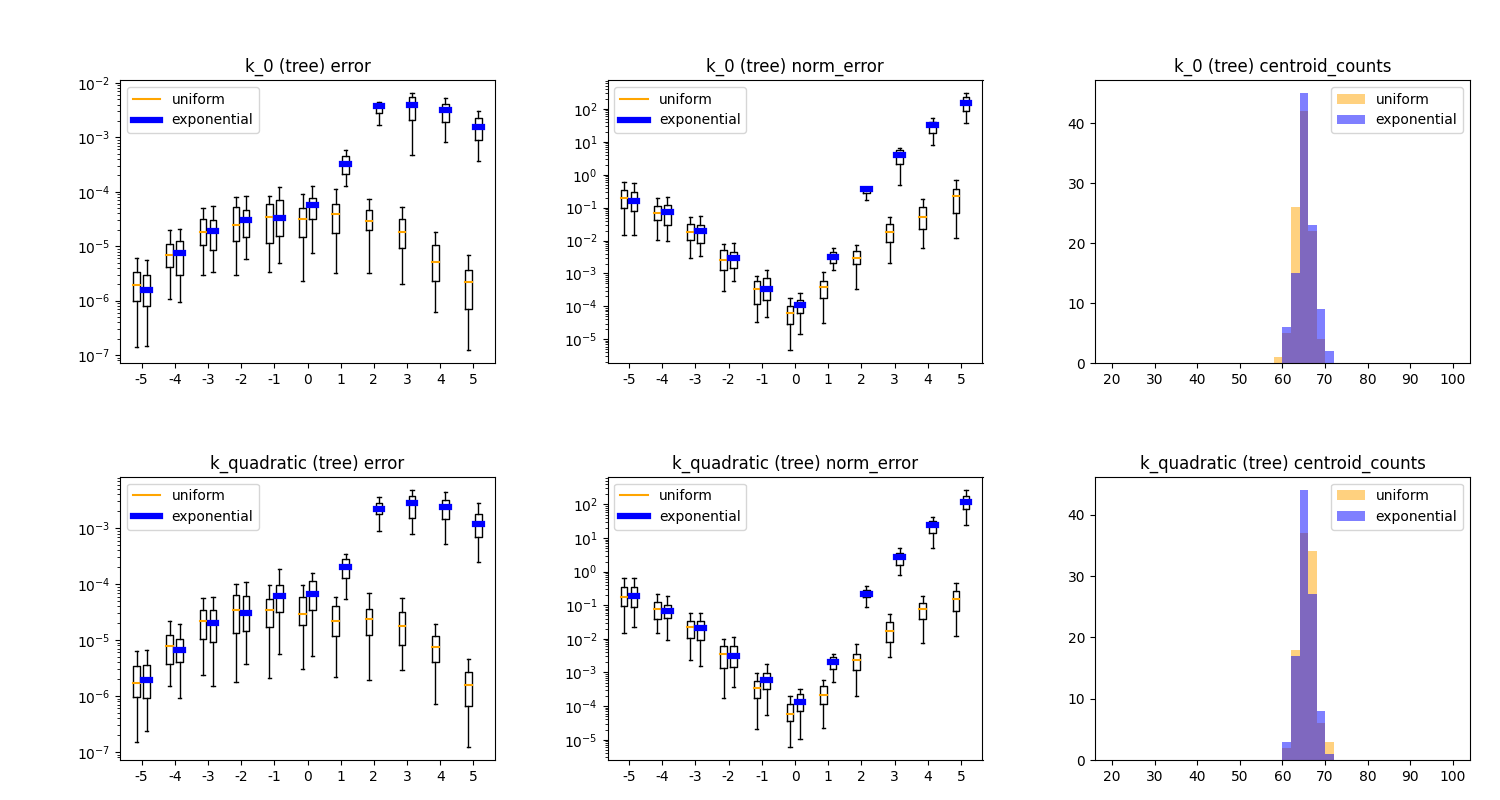 k_0 (tree) error
uniform
exponential
10^-2
10^-3
10^-4
10^-5
10^-6
10^-7
-5 -4 -3 -2 -1 0 1 2 3 4 5
k_0 (tree) norm_error
uniform
exponential
10^2
10^1
10^0
10^-1
10^-2
10^-3
10^-4
10^-5
-5 -4 -3 -2 -1 0 1 2 3 4 5
k_0 (tree) centroid_counts
uniform
exponential
40
30
20
10
0
20 30 40 50 60 70 80 90 100
k_quadratic (tree) error
uniform
exponential
10^-3
10^-4
10^-5
10^-6
10^-7
-5 -4 -3 -2 -1 0 1 2 3 4 5
k_quadratic (tree) norm_error
uniform
exponential
10^2
10^1
10^0
10^-1
10^-2
10^-3
10^-4
10^-5
-5 -4 -3 -2 -1 0 1 2 3 4 5
k_quadratic (tree) centroid_counts
uniform
exponential
40
30
20
10
0
20 30 40 50 60 70 80 90 100